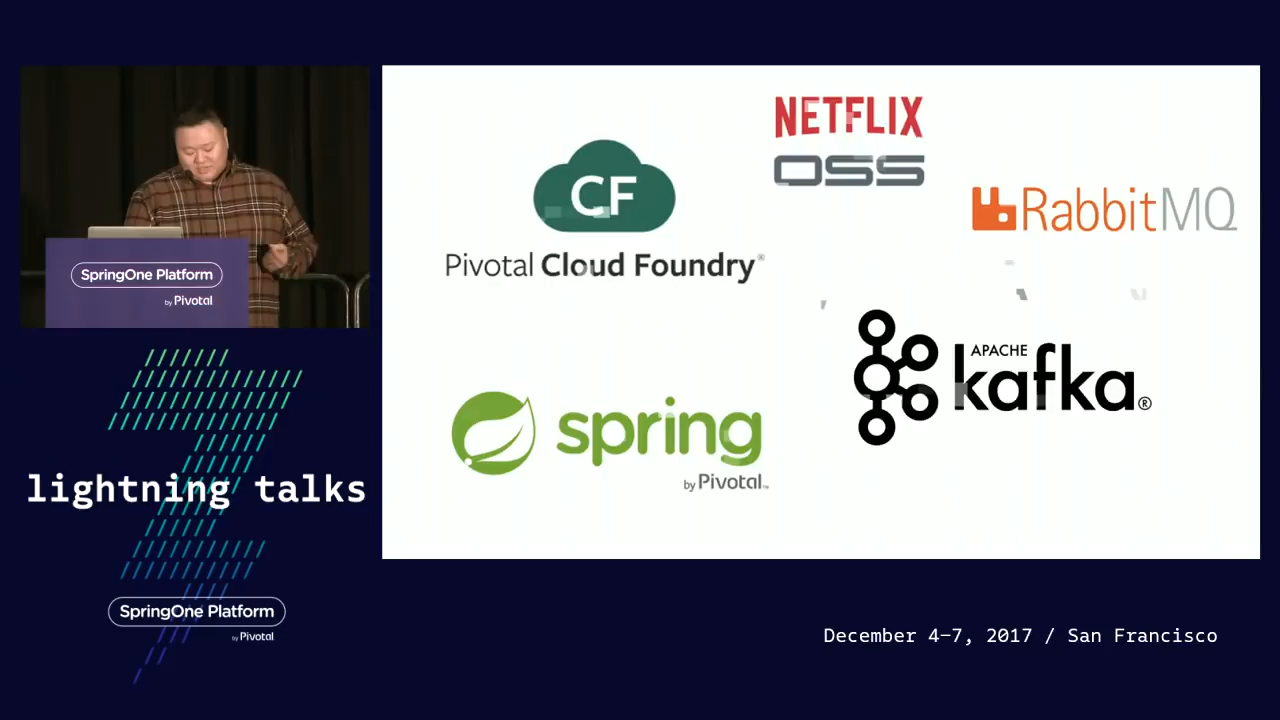 SpringOne Platform
by Pivotal
lightning talks
SpringOne Platform
by Pivotal
NETFLIX
OSS
CF
Pivotal Cloud Foundry®
RabbitMQ
APACHE
kafka®
spring
by Pivotal™
December 4–7, 2017 / San Francisco